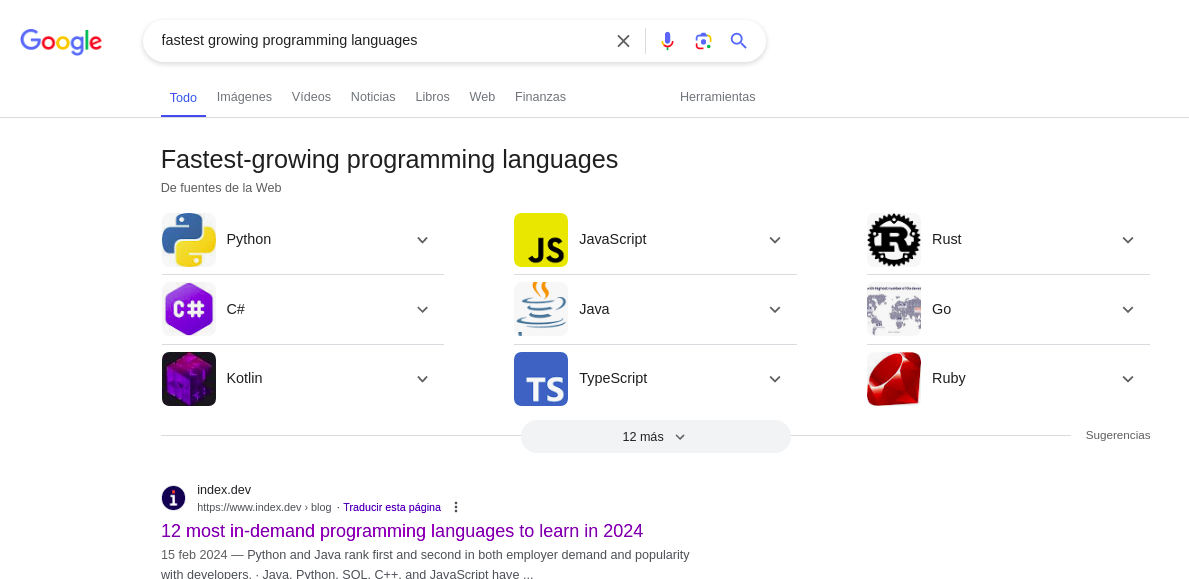 Google
fastest growing programming languages
Todo Imágenes Vídeos Noticias Libros Web Finanzas Herramientas
Fastest-growing programming languages
De fuentes de la Web
Python
JS JavaScript
R Rust
C# C#
Java
Go
Kotlin
TS TypeScript
Ruby
12 más
Sugerencias
i index.dev
https://www.index.dev › blog · Traducir esta página
12 most in-demand programming languages to learn in 2024
15 feb 2024 — Python and Java rank first and second in both employer demand and popularity
with developers. · Java, Python, SQL, C++, and JavaScript have ...